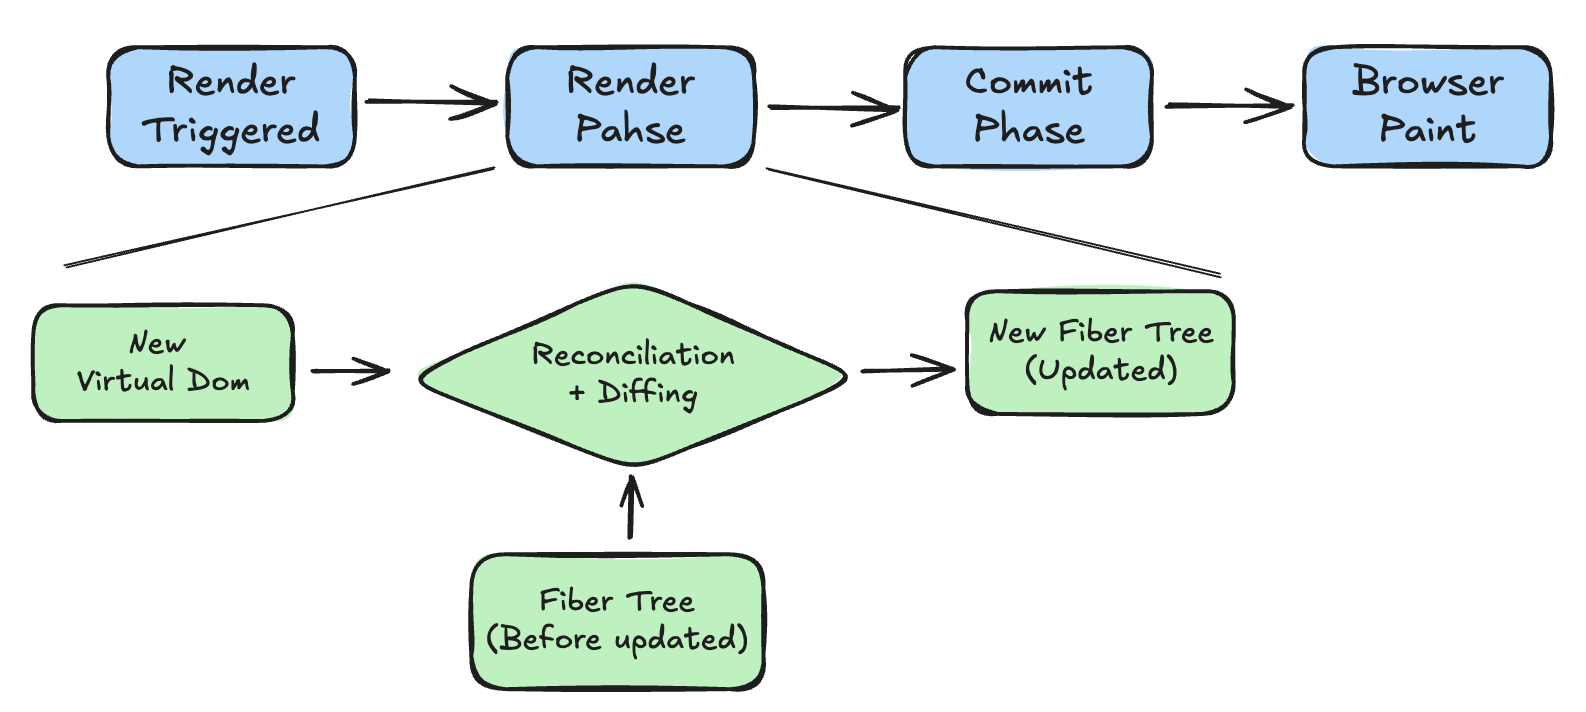 Render
Triggered
Render
Pahse
Commit
Phase
Browser
Paint
New
Virtual Dom
Reconciliation
+ Diffing
New Fiber Tree
(Updated)
Fiber Tree
(Before updated)